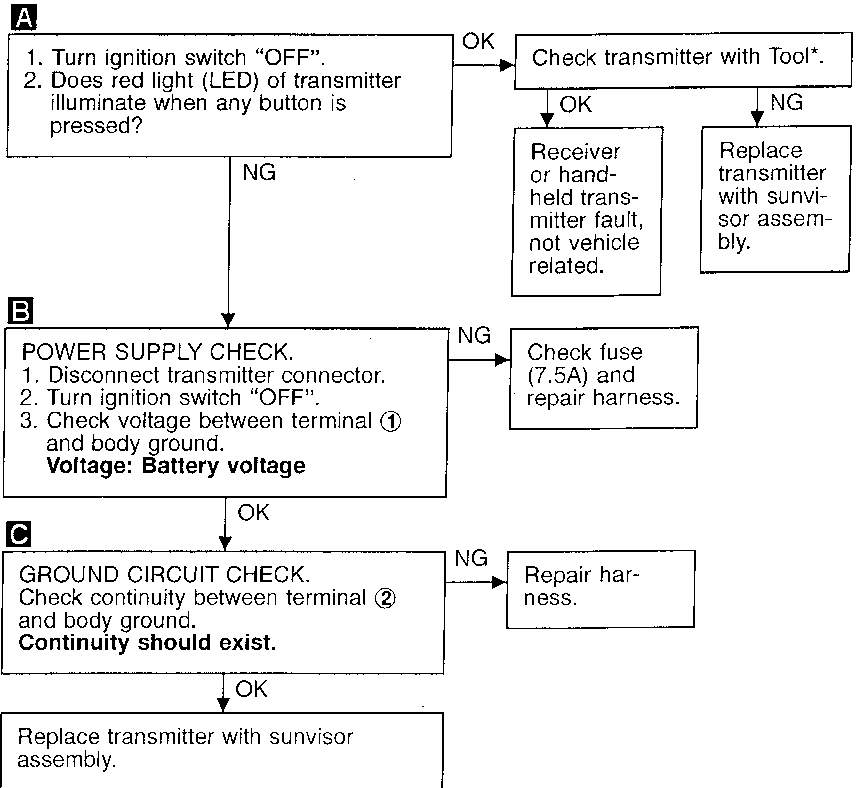 A
1. Turn ignition switch “OFF”.
2. Does red light (LED) of transmitter
illuminate when any button is
pressed?
OK
Check transmitter with Tool*.
OK
NG
Receiver
or hand-
held trans-
mitter fault,
not vehicle
related.
Replace
transmitter
with sunvi-
sor assem-
bly.
NG
B
POWER SUPPLY CHECK.
1. Disconnect transmitter connector.
2. Turn ignition switch “OFF”.
3. Check voltage between terminal ①
and body ground.
Voltage: Battery voltage
NG
Check fuse
(7.5A) and
repair harness.
OK
C
GROUND CIRCUIT CHECK.
Check continuity between terminal ②
and body ground.
Continuity should exist.
NG
Repair har-
ness.
OK
Replace transmitter with sunvisor
assembly.